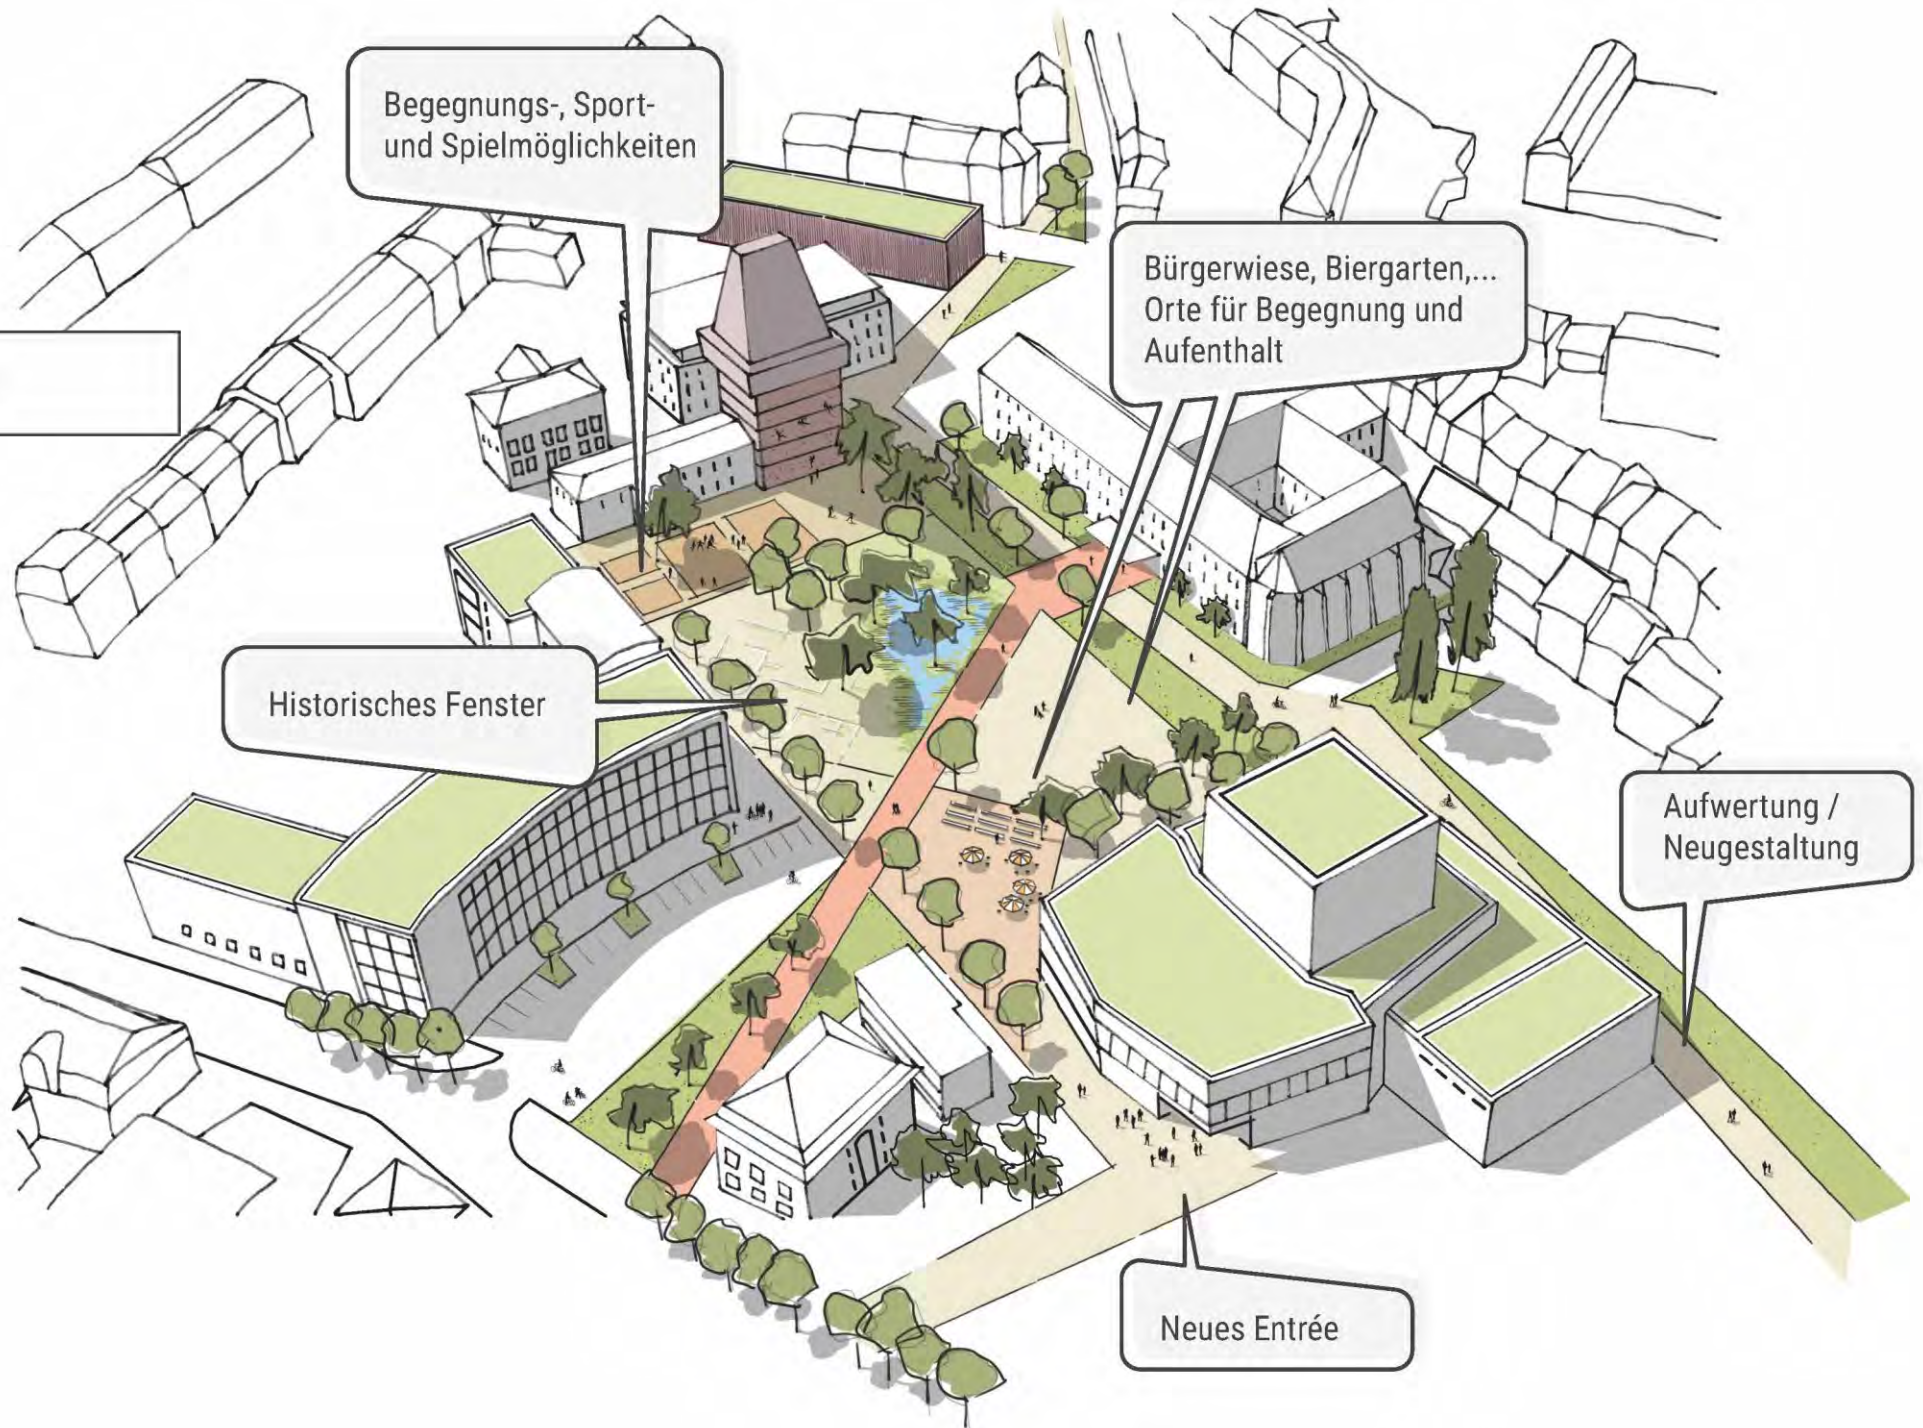 Begegnungs-, Sport-
und Spielmöglichkeiten
Bürgerwiese, Biergarten,...
Orte für Begegnung und
Aufenthalt
Historisches Fenster
Aufwertung /
Neugestaltung
Neues Entrée